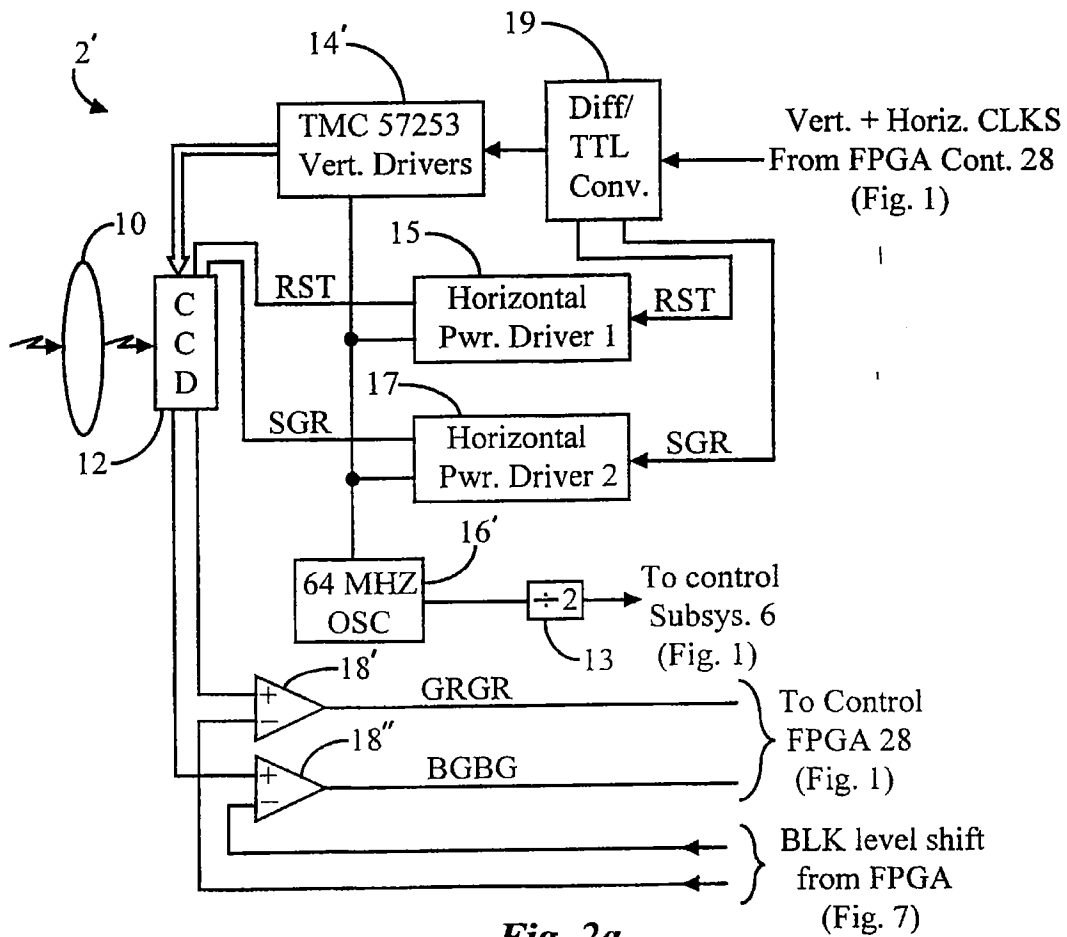 2′
14′
19
TMC 57253
Vert. Drivers
Diff/
TTL
Conv.
Vert. + Horiz. CLKS
From FPGA Cont. 28
(Fig. 1)
10
C
C
D
12
15
RST
Horizontal
Pwr. Driver 1
RST
17
SGR
Horizontal
Pwr. Driver 2
SGR
16′
64 MHZ
OSC
÷2
13
To control
Subsys. 6
(Fig. 1)
18′
+
−
GRGR
18″
+
−
BGBG
To Control
FPGA 28
(Fig. 1)
BLK level shift
from FPGA
(Fig. 7)
Fig. 2a